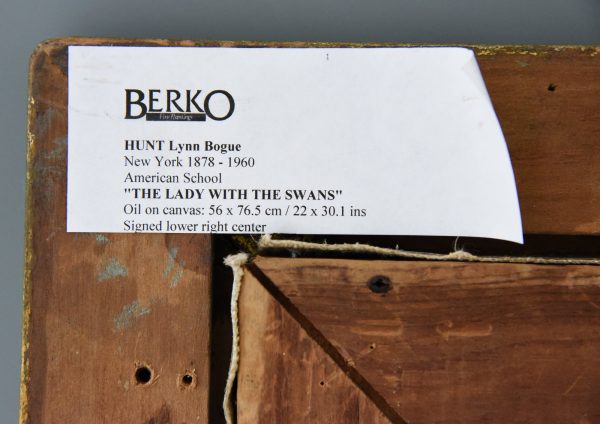 BERKO
Fine Paintings
HUNT Lynn Bogue
New York 1878 - 1960
American School
"THE LADY WITH THE SWANS"
Oil on canvas: 56 x 76.5 cm / 22 x 30.1 ins
Signed lower right center